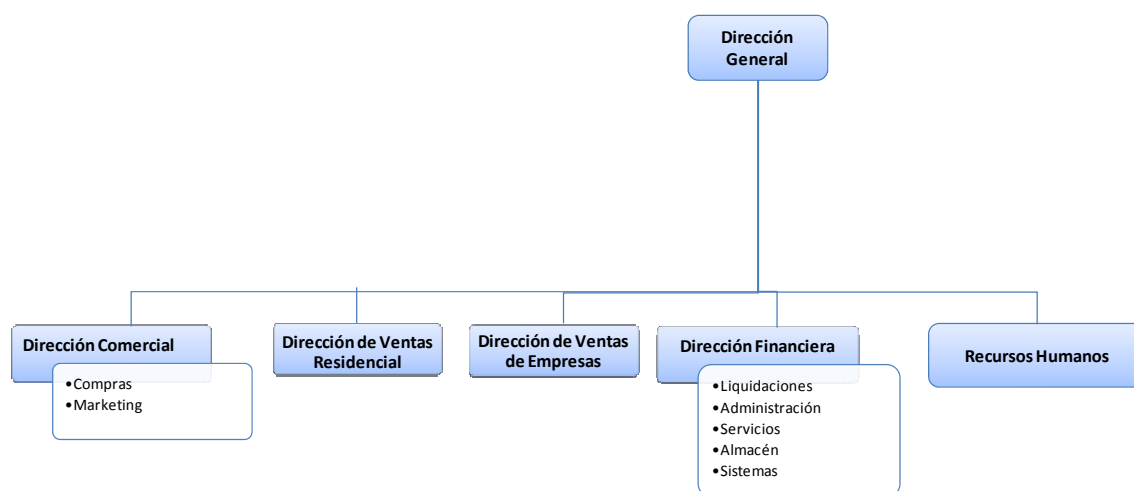 Dirección
General
Dirección Comercial
•Compras
•Marketing
Dirección de Ventas
Residencial
Dirección de Ventas
de Empresas
Dirección Financiera
•Liquidaciones
•Administración
•Servicios
•Almacén
•Sistemas
Recursos Humanos